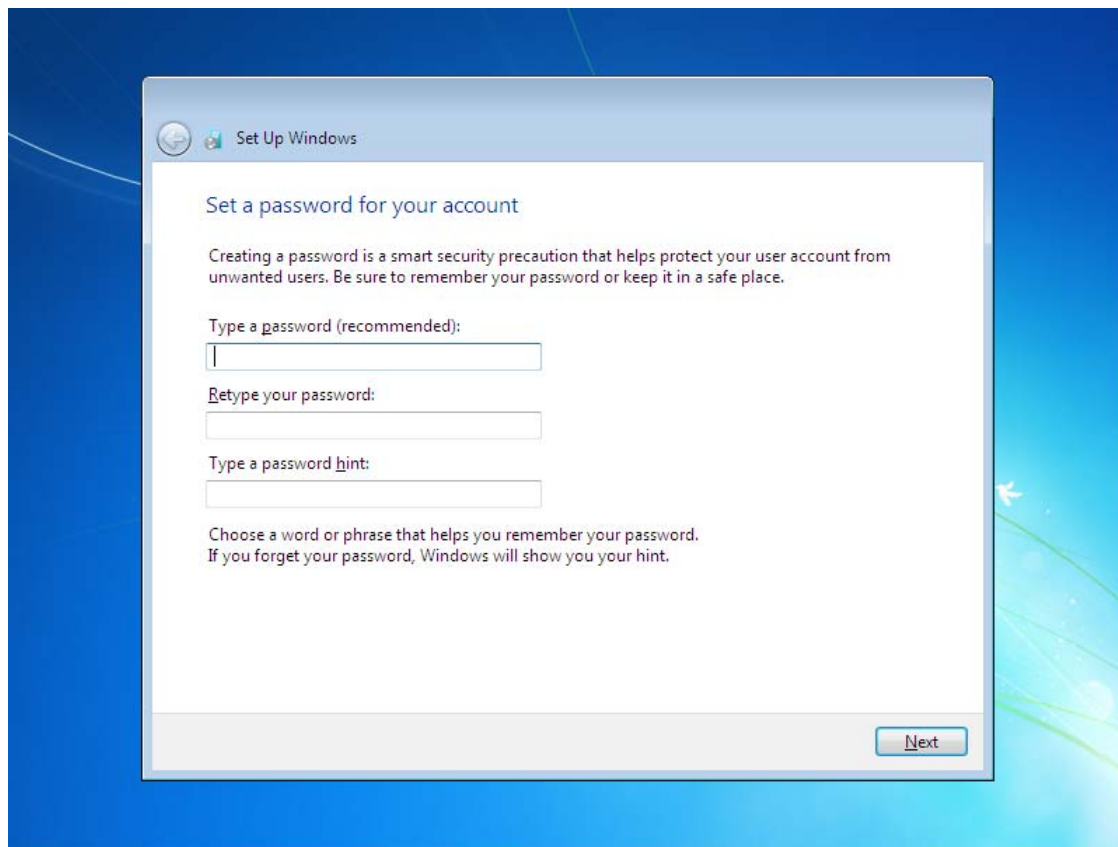 Set Up Windows
Set a password for your account
Creating a password is a smart security precaution that helps protect your user account from
unwanted users. Be sure to remember your password or keep it in a safe place.
Type a password (recommended):
Retype your password:
Type a password hint:
Choose a word or phrase that helps you remember your password.
If you forget your password, Windows will show you your hint.
Next